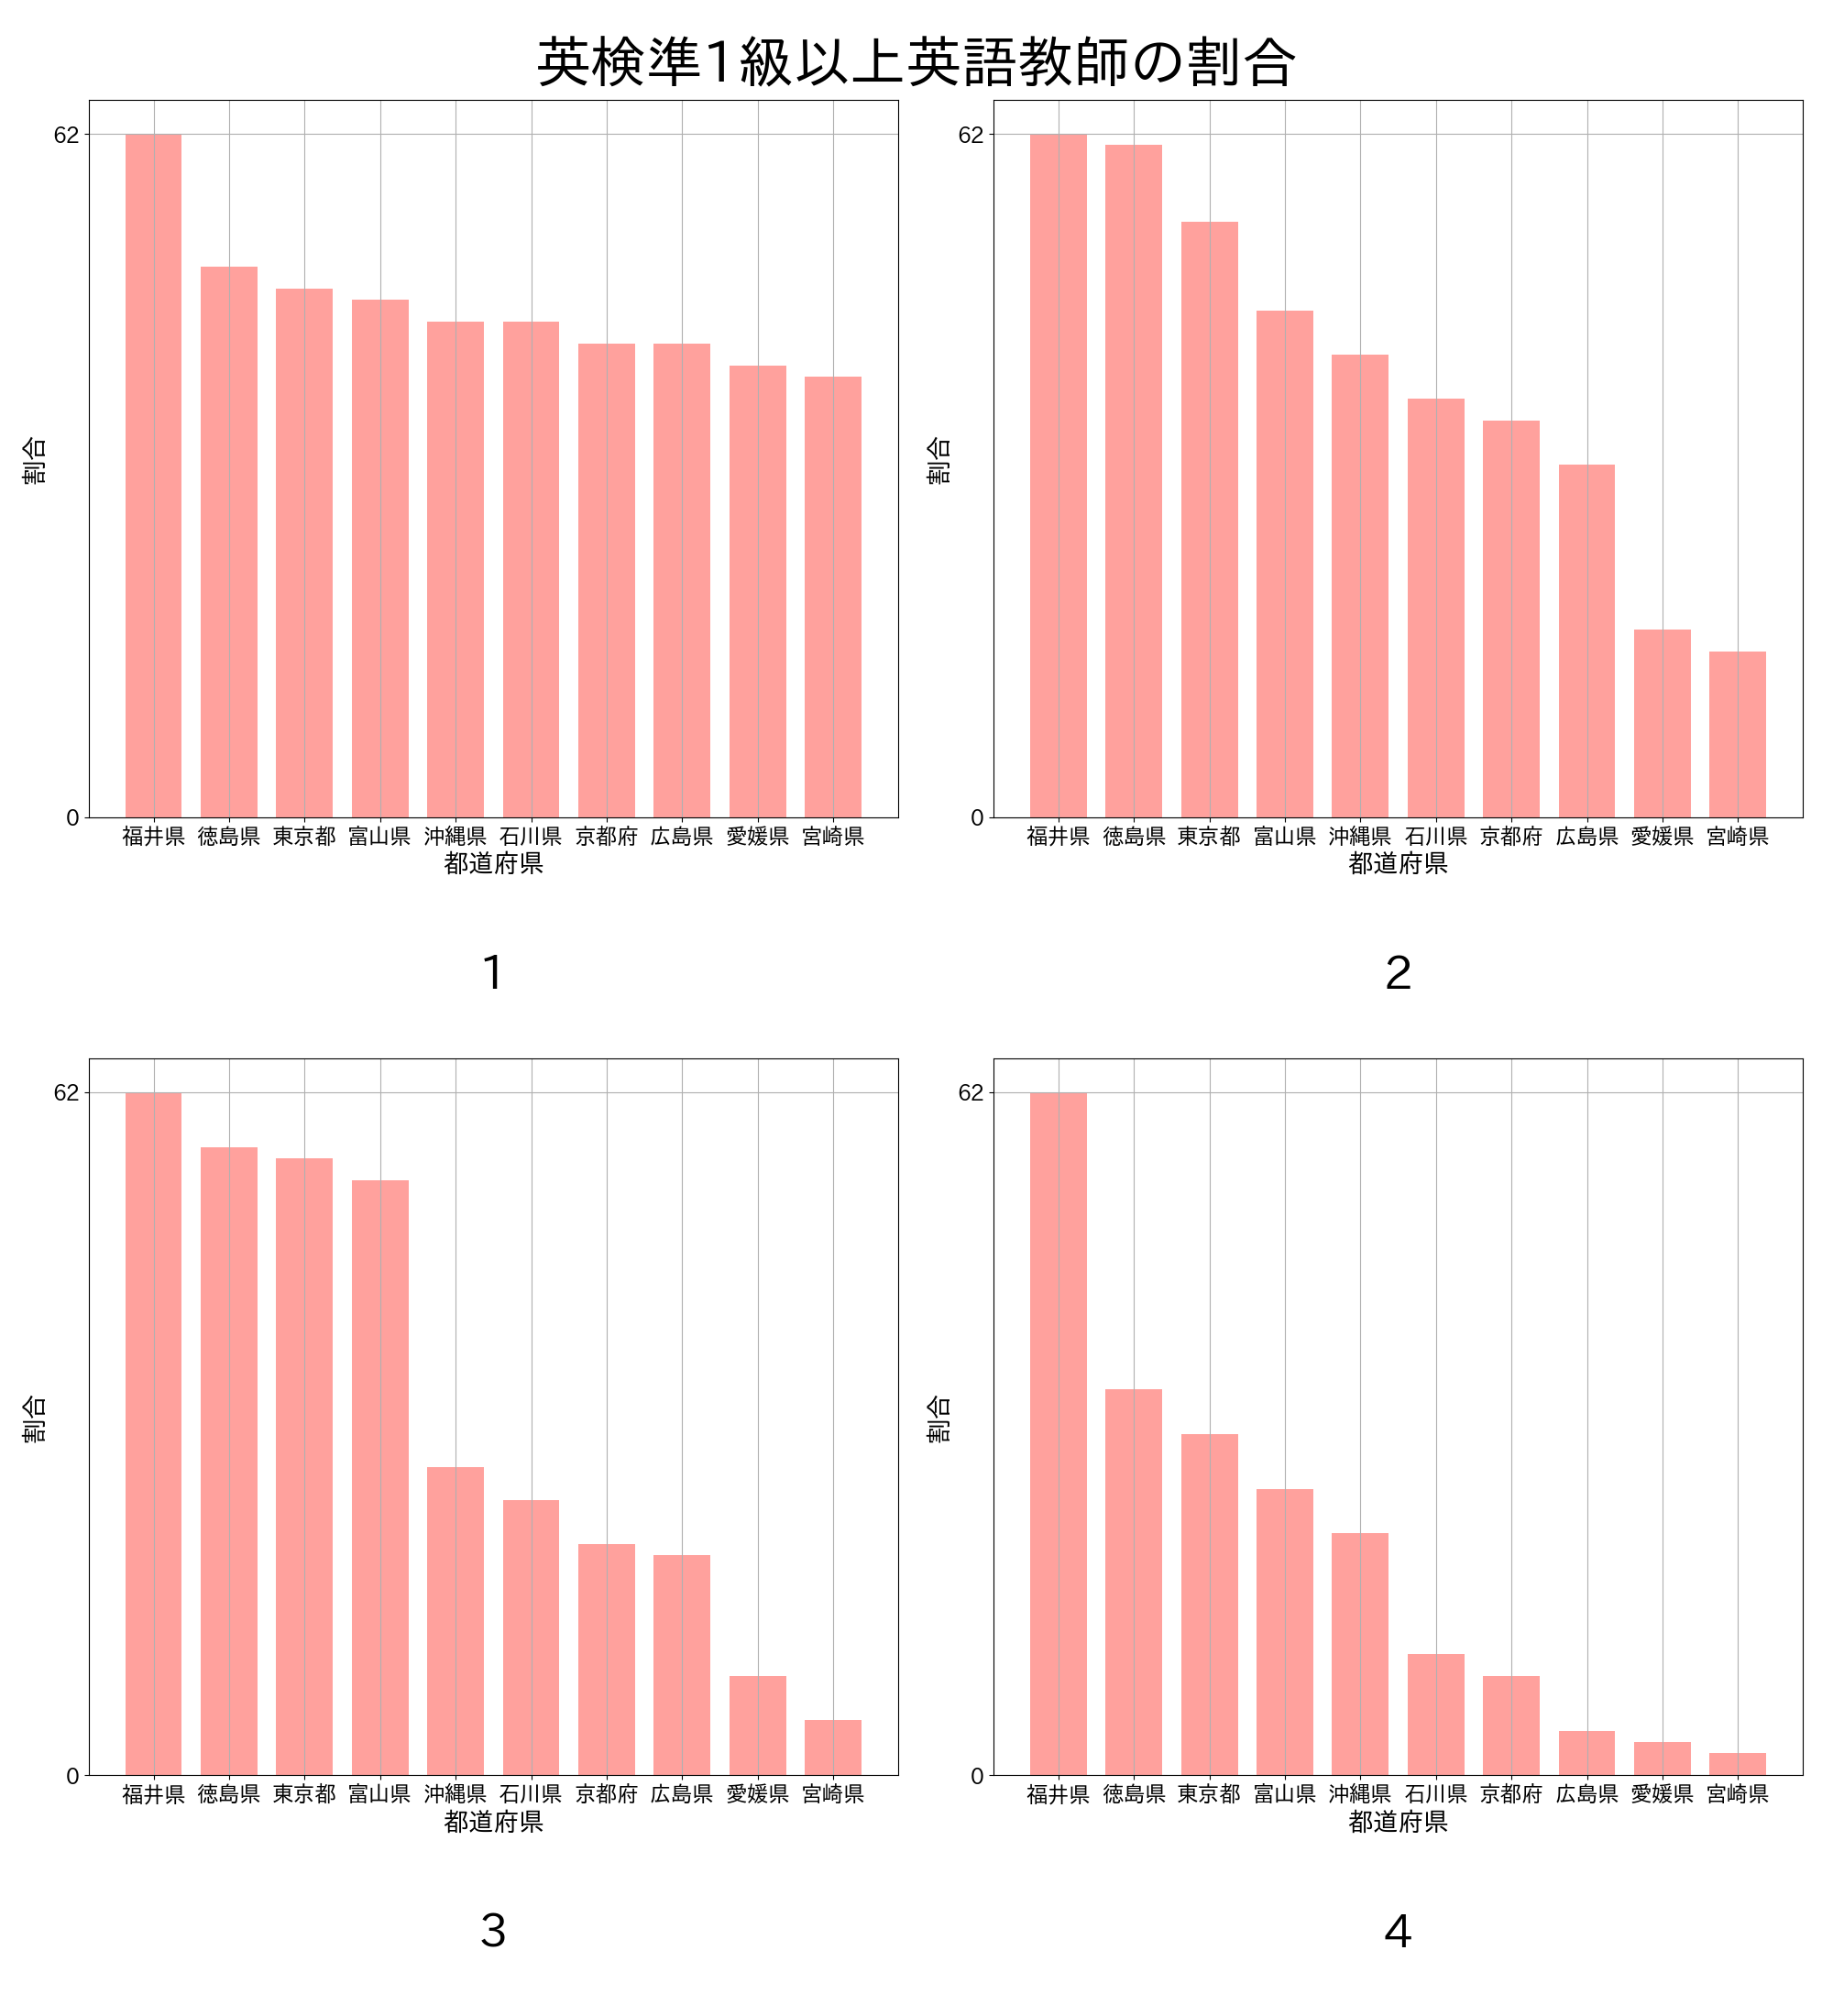 英検準1級以上英語教師の割合
62
0
割合
福井県 徳島県 東京都 富山県 沖縄県 石川県 京都府 広島県 愛媛県 宮崎県
都道府県
1
62
0
割合
福井県 徳島県 東京都 富山県 沖縄県 石川県 京都府 広島県 愛媛県 宮崎県
都道府県
2
62
0
割合
福井県 徳島県 東京都 富山県 沖縄県 石川県 京都府 広島県 愛媛県 宮崎県
都道府県
3
62
0
割合
福井県 徳島県 東京都 富山県 沖縄県 石川県 京都府 広島県 愛媛県 宮崎県
都道府県
4